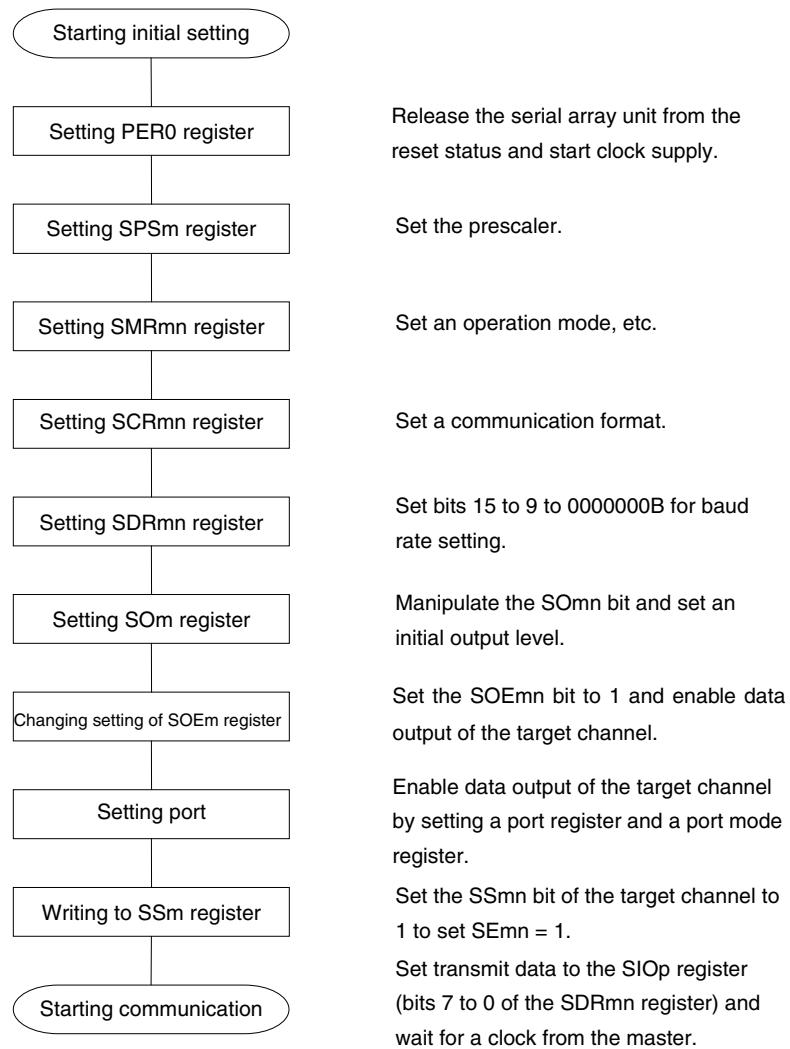 Starting initial setting
Setting PER0 register
Release the serial array unit from the
reset status and start clock supply.
Setting SPSm register
Set the prescaler.
Setting SMRmn register
Set an operation mode, etc.
Setting SCRmn register
Set a communication format.
Setting SDRmn register
Set bits 15 to 9 to 0000000B for baud
rate setting.
Setting SOm register
Manipulate the SOmn bit and set an
initial output level.
Changing setting of SOEm register
Set the SOEmn bit to 1 and enable data
output of the target channel.
Setting port
Enable data output of the target channel
by setting a port register and a port mode
register.
Writing to SSm register
Set the SSmn bit of the target channel to
1 to set SEmn = 1.
Starting communication
Set transmit data to the SIOp register
(bits 7 to 0 of the SDRmn register) and
wait for a clock from the master.